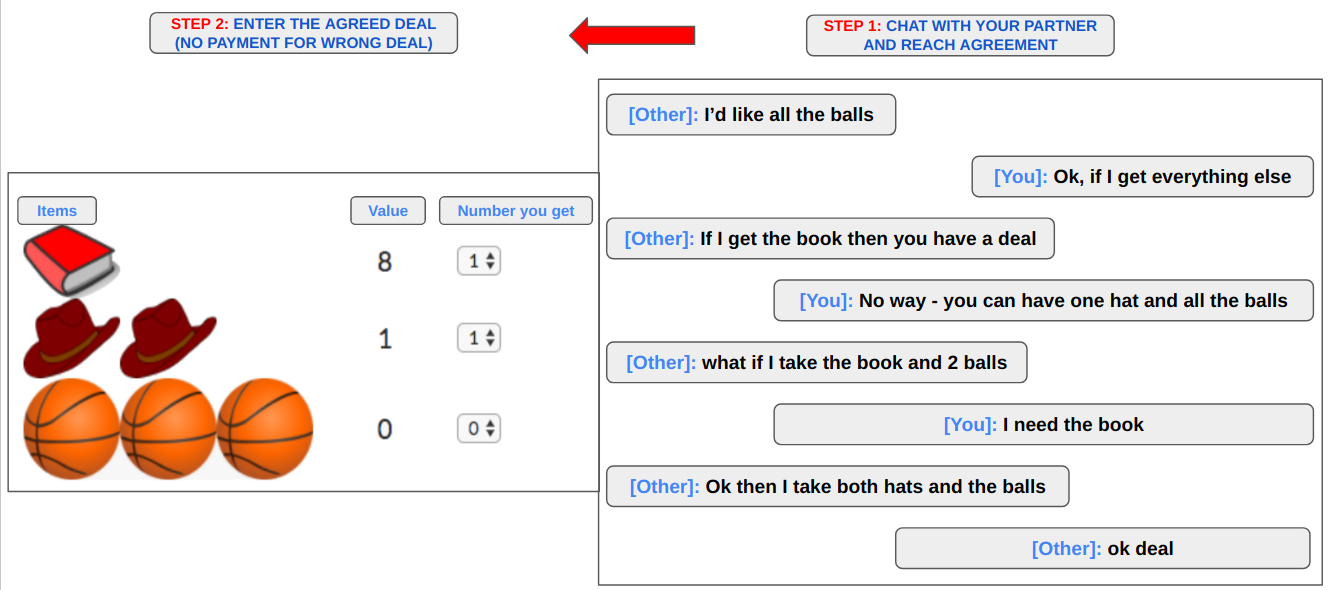 STEP 2: ENTER THE AGREED DEAL
(NO PAYMENT FOR WRONG DEAL)
STEP 1: CHAT WITH YOUR PARTNER
AND REACH AGREEMENT
Items
Value
Number you get
8
1
1
1
0
0
[Other]: I’d like all the balls
[You]: Ok, if I get everything else
[Other]: If I get the book then you have a deal
[You]: No way - you can have one hat and all the balls
[Other]: what if I take the book and 2 balls
[You]: I need the book
[Other]: Ok then I take both hats and the balls
[Other]: ok deal